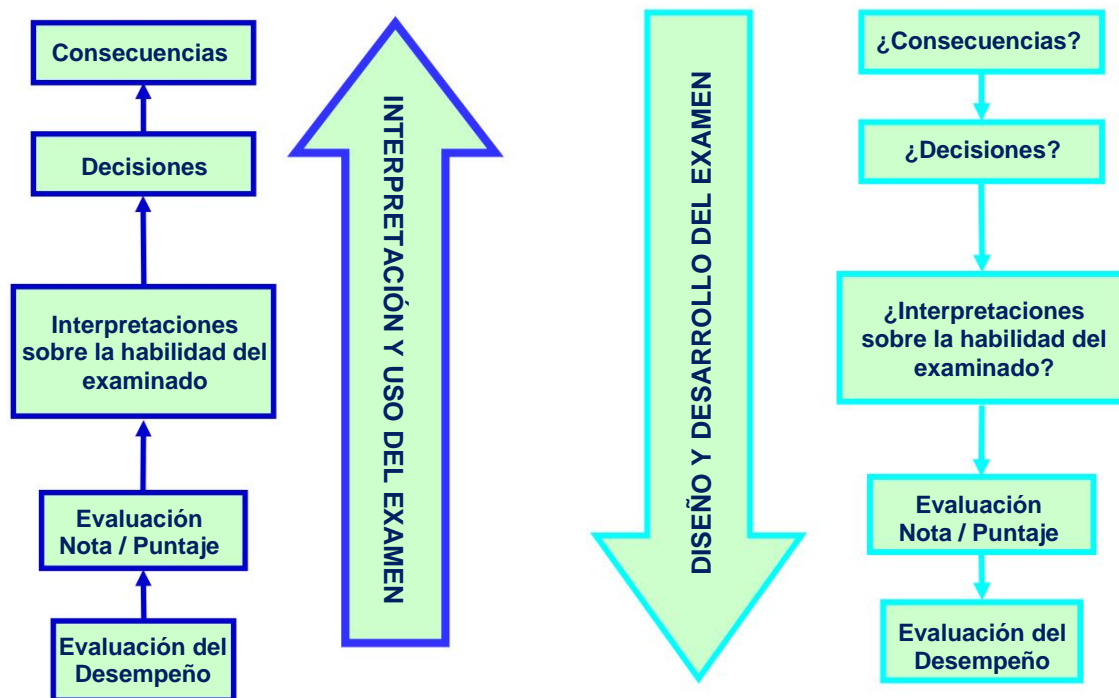 Consecuencias
Decisiones
Interpretaciones
sobre la habilidad del
examinado
Evaluación
Nota / Puntaje
Evaluación del
Desempeño
INTERPRETACIÓN Y USO DEL EXAMEN
DISEÑO Y DESARROLLO DEL EXAMEN
¿Consecuencias?
¿Decisiones?
¿Interpretaciones
sobre la habilidad del
examinado?
Evaluación
Nota / Puntaje
Evaluación del
Desempeño